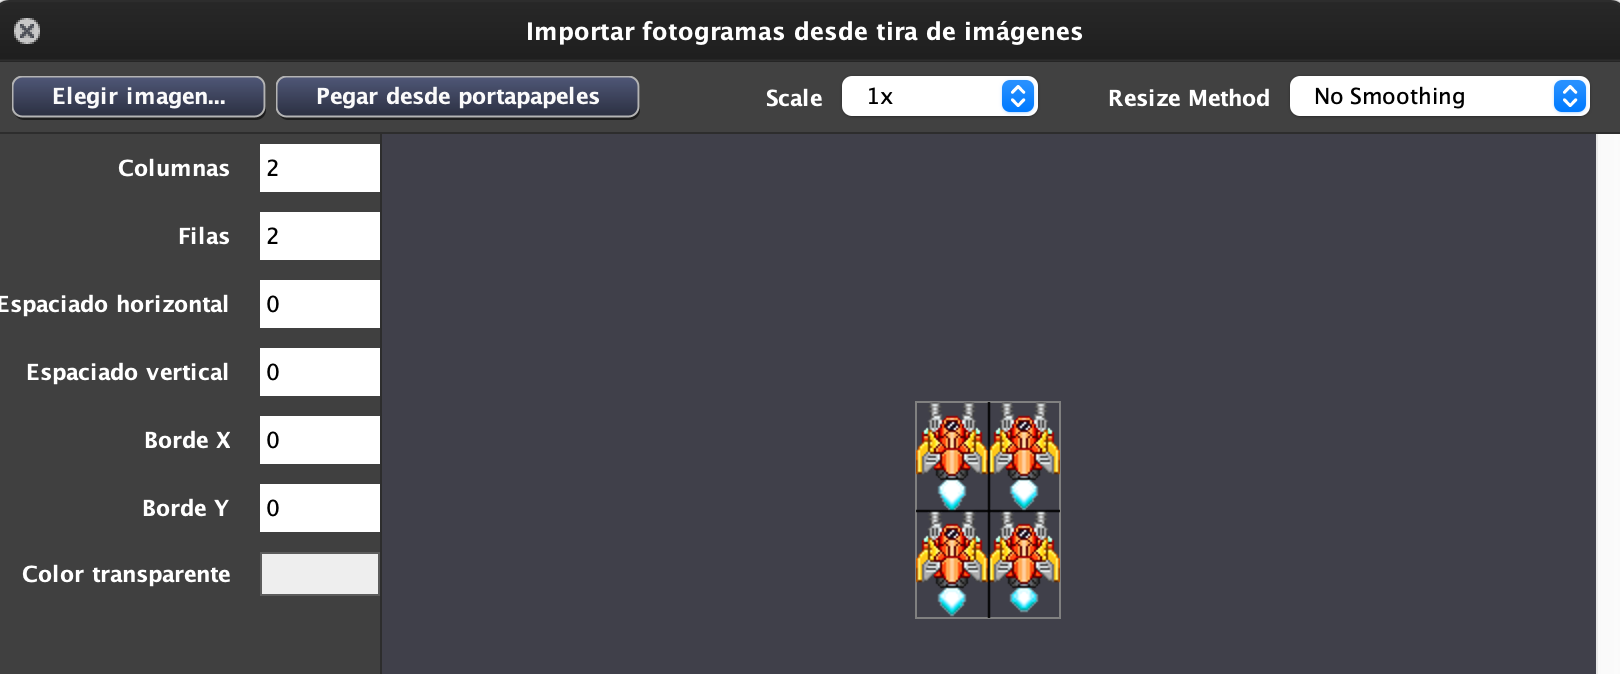 Importar fotogramas desde tira de imágenes
Elegir imagen... Pegar desde portapapeles Scale 1x Resize Method No Smoothing
Columnas 2
Filas 2
Espaciado horizontal 0
Espaciado vertical 0
Borde X 0
Borde Y 0
Color transparente